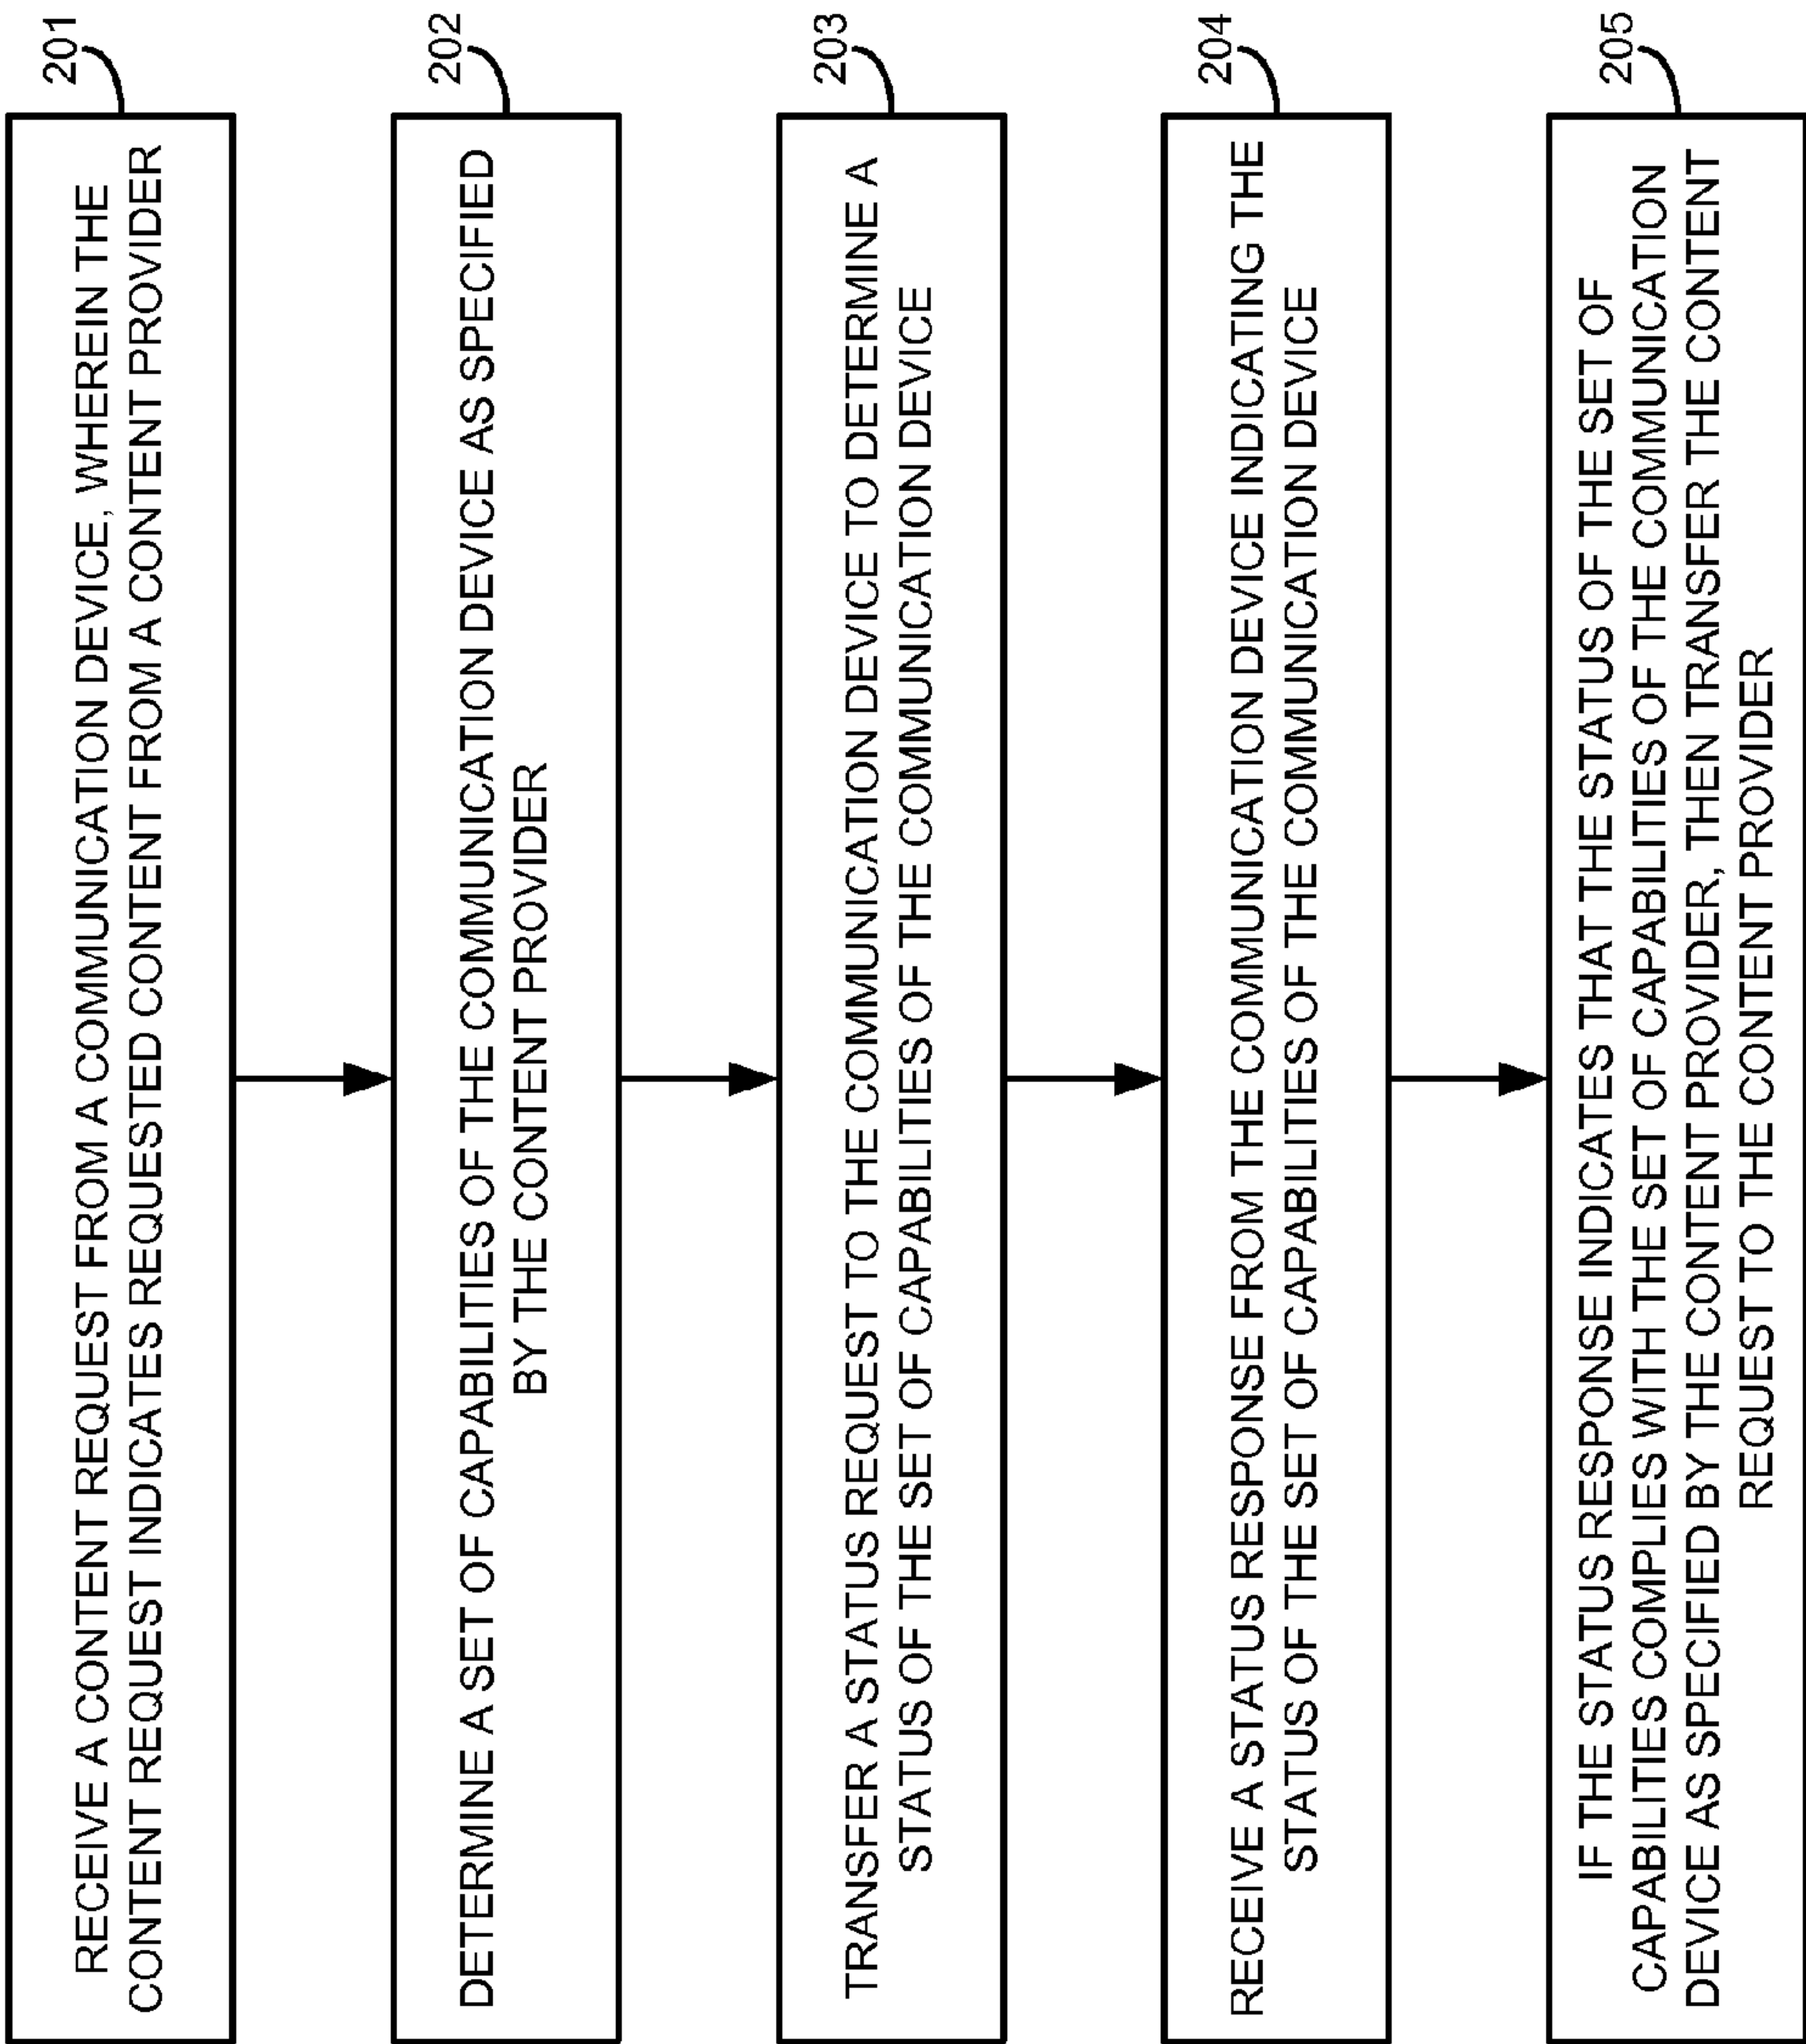 201
RECEIVE A CONTENT REQUEST FROM A COMMUNICATION DEVICE, WHEREIN THE
CONTENT REQUEST INDICATES REQUESTED CONTENT FROM A CONTENT PROVIDER
202
DETERMINE A SET OF CAPABILITIES OF THE COMMUNICATION DEVICE AS SPECIFIED
BY THE CONTENT PROVIDER
203
TRANSFER A STATUS REQUEST TO THE COMMUNICATION DEVICE TO DETERMINE A
STATUS OF THE SET OF CAPABILITIES OF THE COMMUNICATION DEVICE
204
RECEIVE A STATUS RESPONSE FROM THE COMMUNICATION DEVICE INDICATING THE
STATUS OF THE SET OF CAPABILITIES OF THE COMMUNICATION DEVICE
205
IF THE STATUS RESPONSE INDICATES THAT THE STATUS OF THE SET OF
CAPABILITIES COMPLIES WITH THE SET OF CAPABILITIES OF THE COMMUNICATION
DEVICE AS SPECIFIED BY THE CONTENT PROVIDER, THEN TRANSFER THE CONTENT
REQUEST TO THE CONTENT PROVIDER